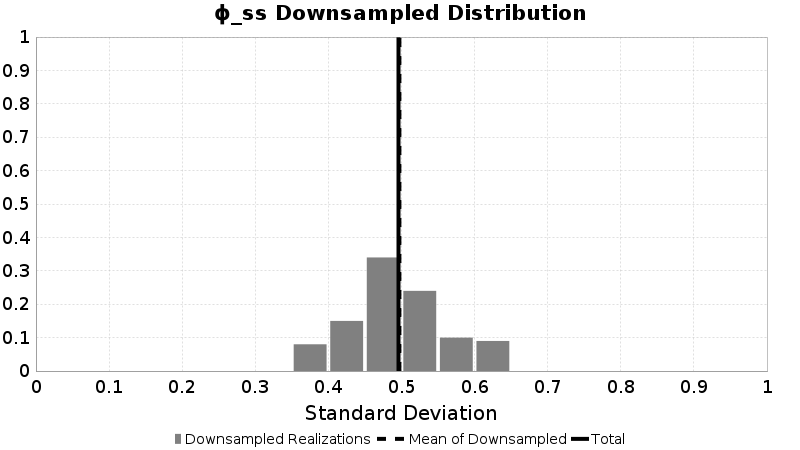 ϕ_ss Downsampled Distribution
1
0.9
0.8
0.7
0.6
0.5
0.4
0.3
0.2
0.1
0
0 0.1 0.2 0.3 0.4 0.5 0.6 0.7 0.8 0.9 1
Standard Deviation
Downsampled Realizations Mean of Downsampled Total